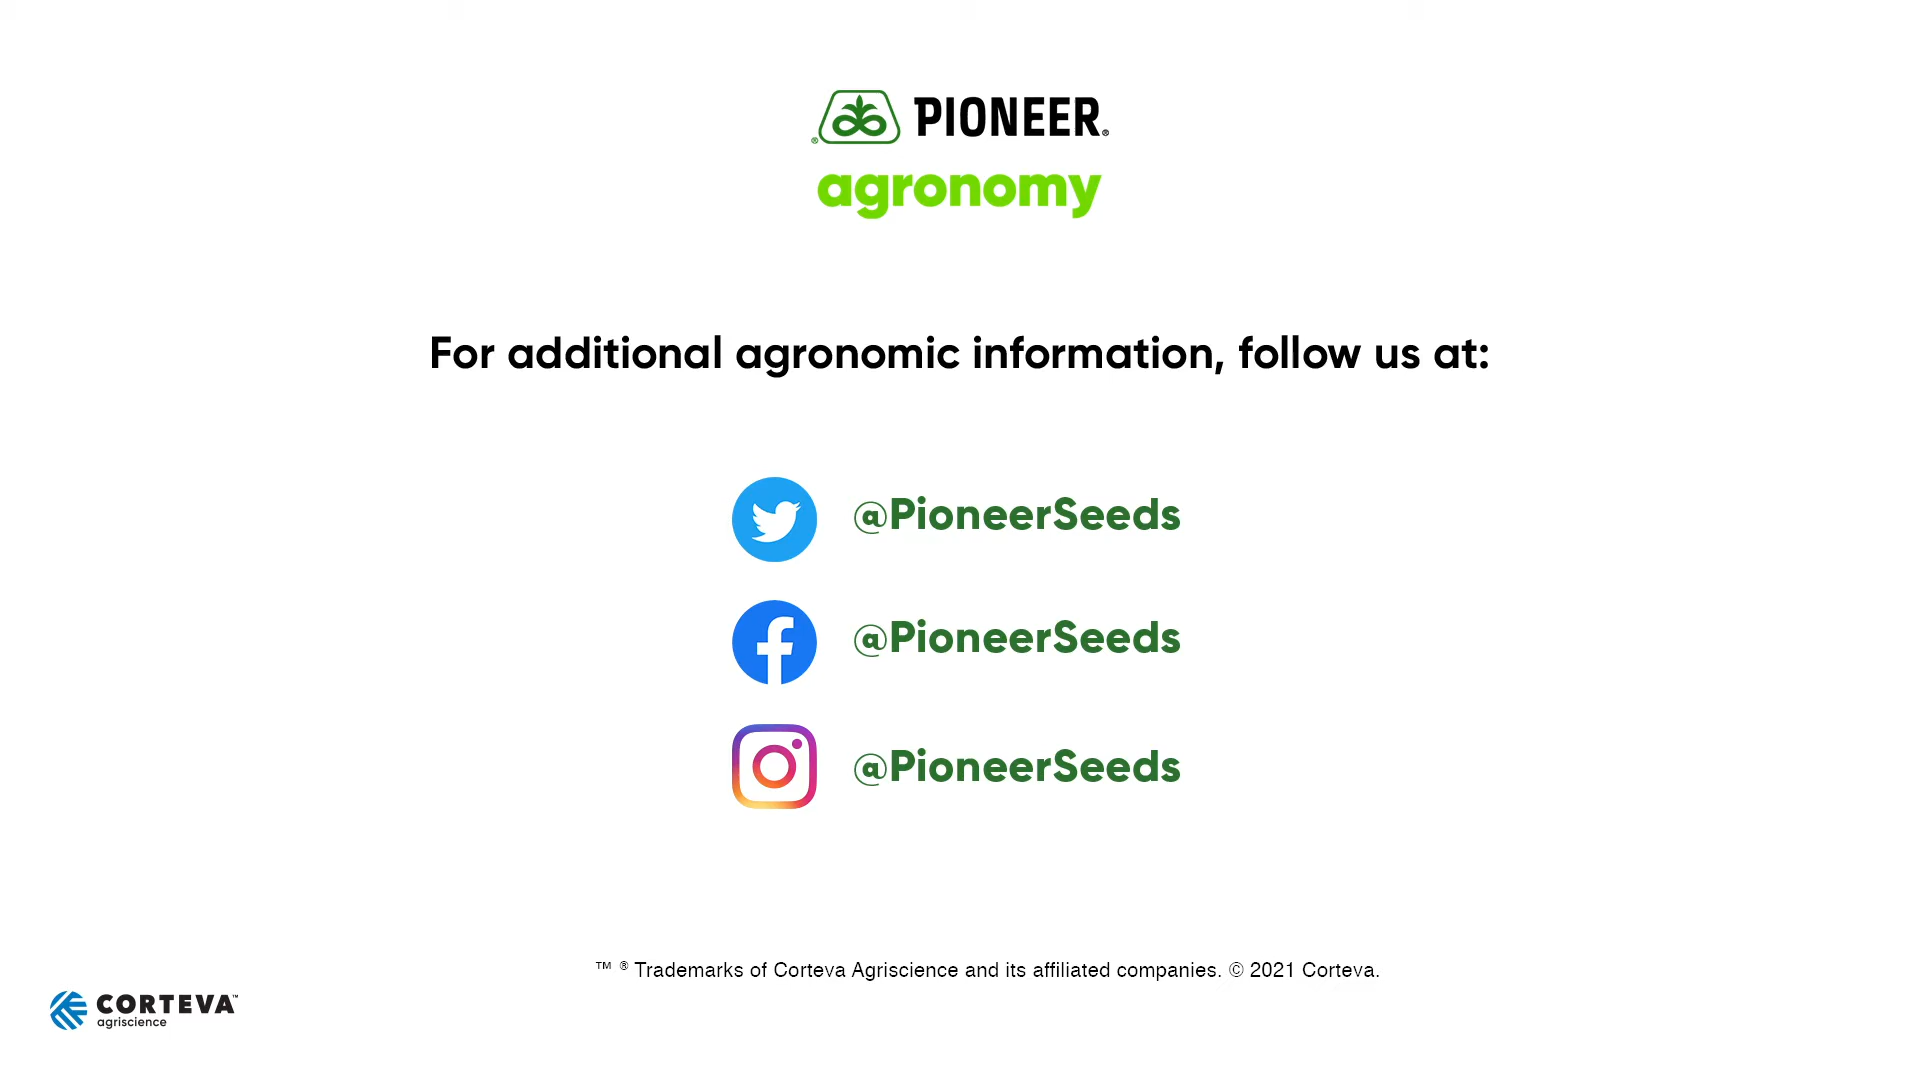 PIONEER®
agronomy
For additional agronomic information, follow us at:
@PioneerSeeds
@PioneerSeeds
@PioneerSeeds
™ ® Trademarks of Corteva Agriscience and its affiliated companies. © 2021 Corteva.
CORTEVA™
agriscience